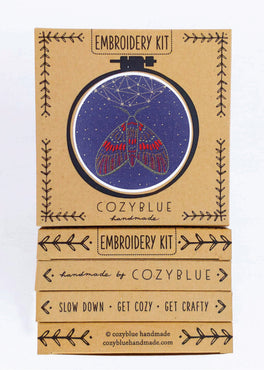 EMBROIDERY KIT
COZYBLUE
handmade
EMBROIDERY KIT
handmade by COZYBLUE
SLOW DOWN • GET COZY • GET CRAFTY
© cozyblue handmade
cozybluehandmade.com